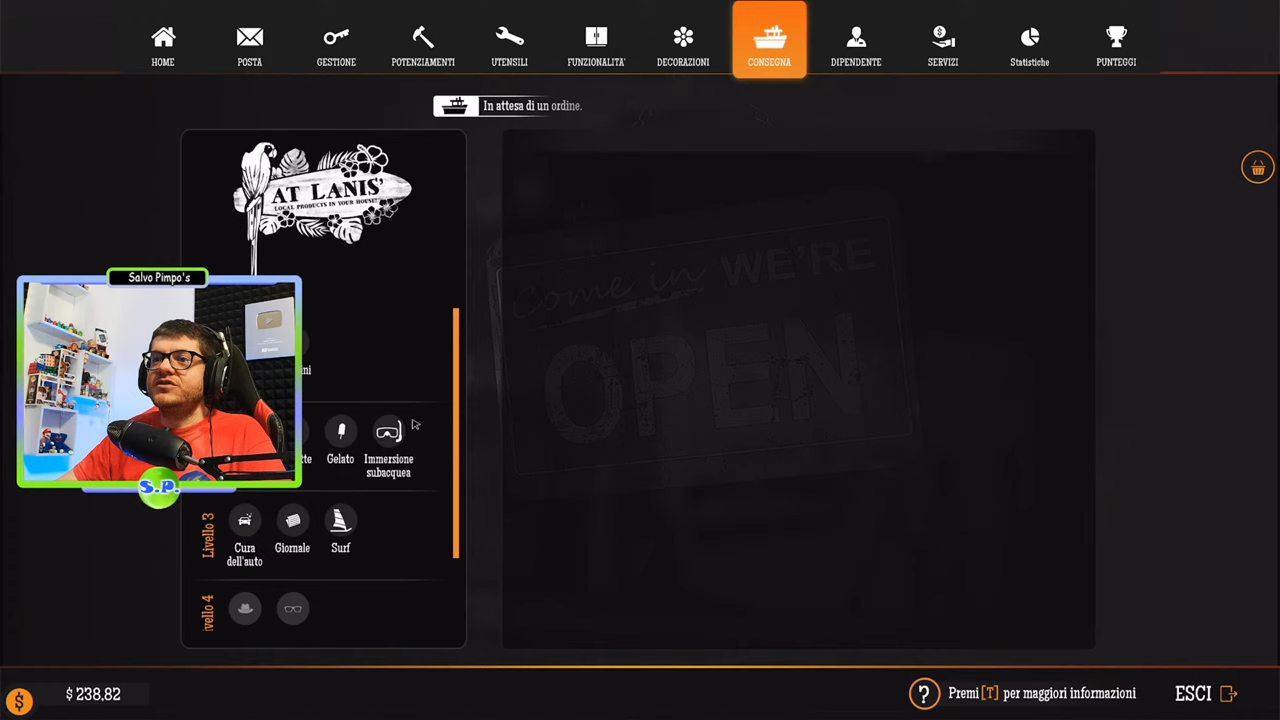 HOME
POSTA
GESTIONE
POTENZIAMENTI
UTENSILI
FUNZIONALITA'
DECORAZIONI
CONSEGNA
DIPENDENTE
SERVIZI
Statistiche
PUNTEGGI
In attesa di un ordine.
AT LANIS'
LOCAL PRODUCTS IN YOUR HOUSE!
Come in WE'RE
OPEN
Salvo Pimpo's
Gelato
Immersione
subacquea
S.P.
Livello 3
Cura
dell'auto
Giornale
Surf
$ 238,82
? Premi [T] per maggiori informazioni
ESCI